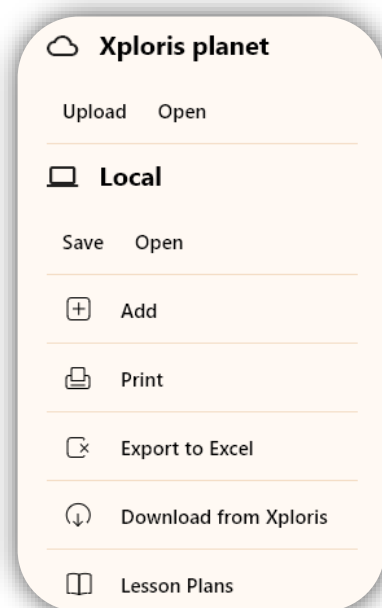 Xploris planet
Upload Open
Local
Save Open
Add
Print
Export to Excel
Download from Xploris
Lesson Plans